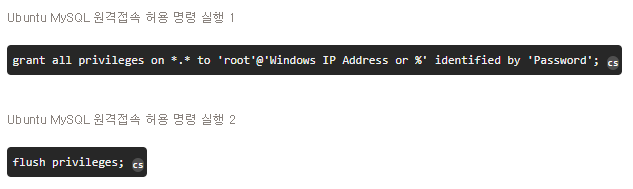 Ubuntu MySQL 원격접속 허용 명령 실행 1
grant all privileges on *.* to 'root'@'Windows IP Address or %' identified by 'Password';
cs
Ubuntu MySQL 원격접속 허용 명령 실행 2
flush privileges;
cs